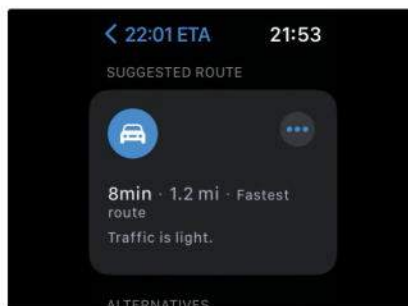 < 22:01 ETA 21:53
SUGGESTED ROUTE
8min · 1.2 mi · Fastest
route
Traffic is light.
ALTERNATIVES